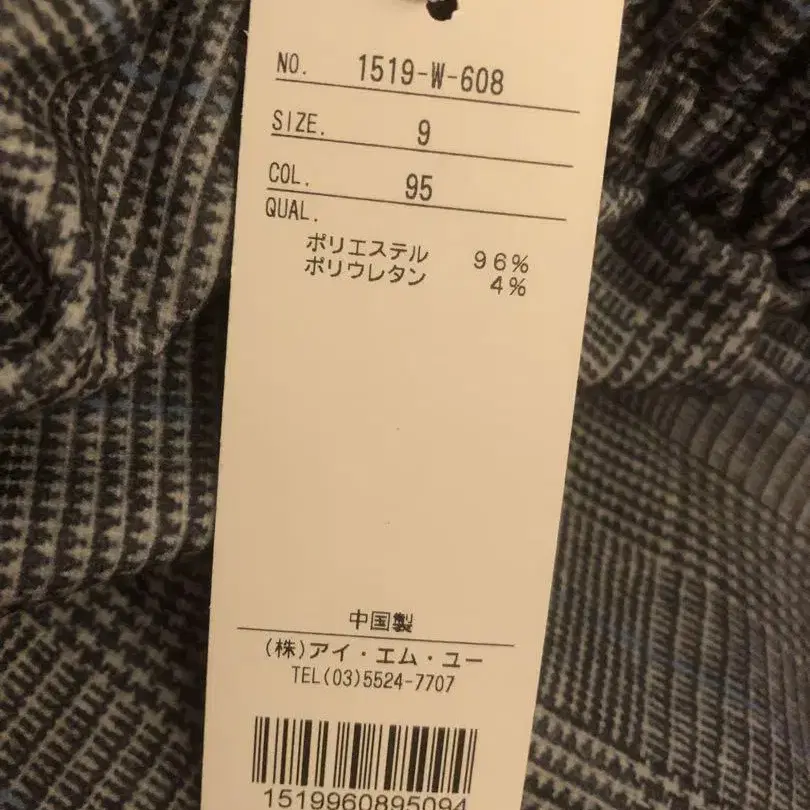 NO. 1519-W-608
SIZE. 9
COL. 95
QUAL.
ポリエステル 96%
ポリウレタン 4%
中国製
(株)アイ・エム・ユー
TEL(03)5524-7707
1519960895094